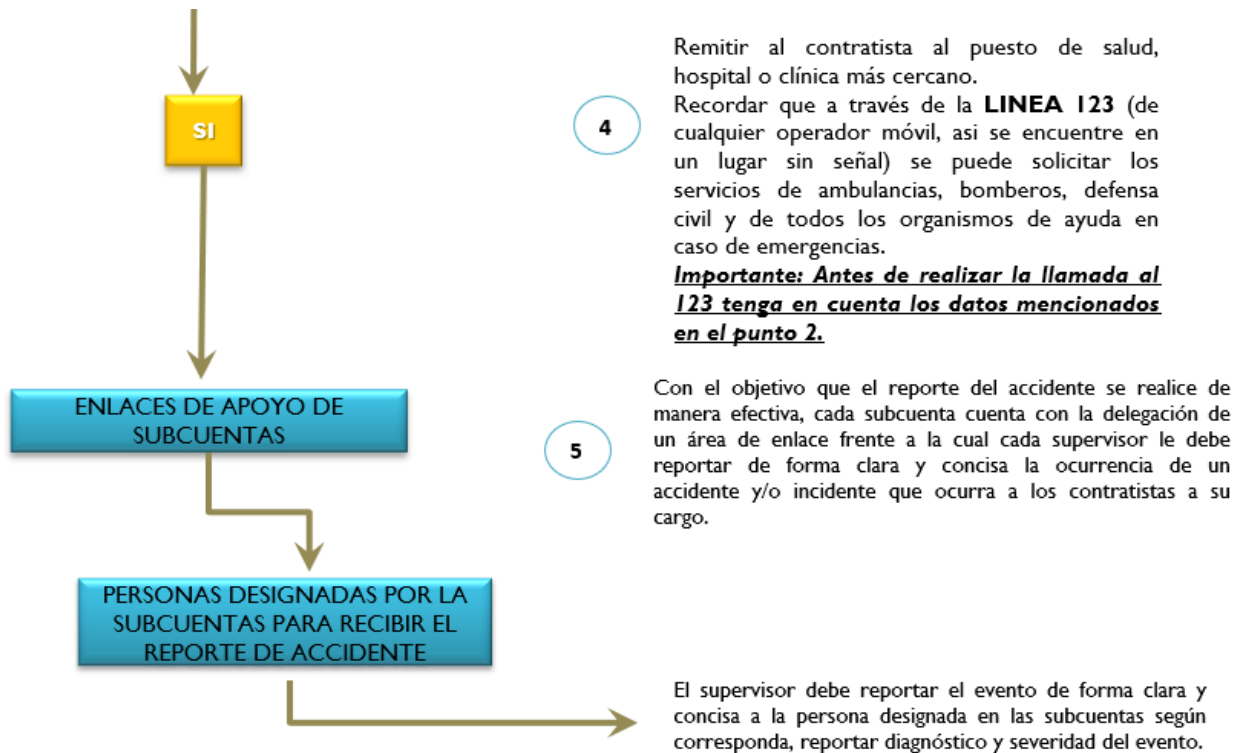 SI
4
Remitir al contratista al puesto de salud,
hospital o clínica más cercano.
Recordar que a través de la LINEA 123 (de
cualquier operador móvil, asi se encuentre en
un lugar sin señal) se puede solicitar los
servicios de ambulancias, bomberos, defensa
civil y de todos los organismos de ayuda en
caso de emergencias.
Importante: Antes de realizar la llamada al
123 tenga en cuenta los datos mencionados
en el punto 2.
ENLACES DE APOYO DE
SUBCUENTAS
5
Con el objetivo que el reporte del accidente se realice de
manera efectiva, cada subcuenta cuenta con la delegación de
un área de enlace frente a la cual cada supervisor le debe
reportar de forma clara y concisa la ocurrencia de un
accidente y/o incidente que ocurra a los contratistas a su
cargo.
PERSONAS DESIGNADAS POR LA
SUBCUENTAS PARA RECIBIR EL
REPORTE DE ACCIDENTE
El supervisor debe reportar el evento de forma clara y
concisa a la persona designada en las subcuentas según
corresponda, reportar diagnóstico y severidad del evento.